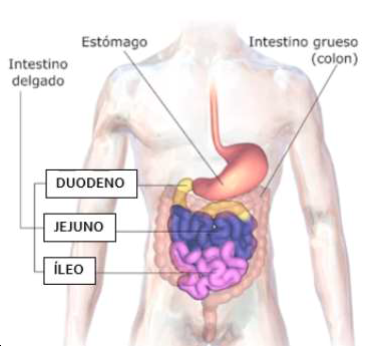 Estómago
Intestino grueso
(colon)
Intestino
delgado
DUODENO
JEJUNO
ÍLEO